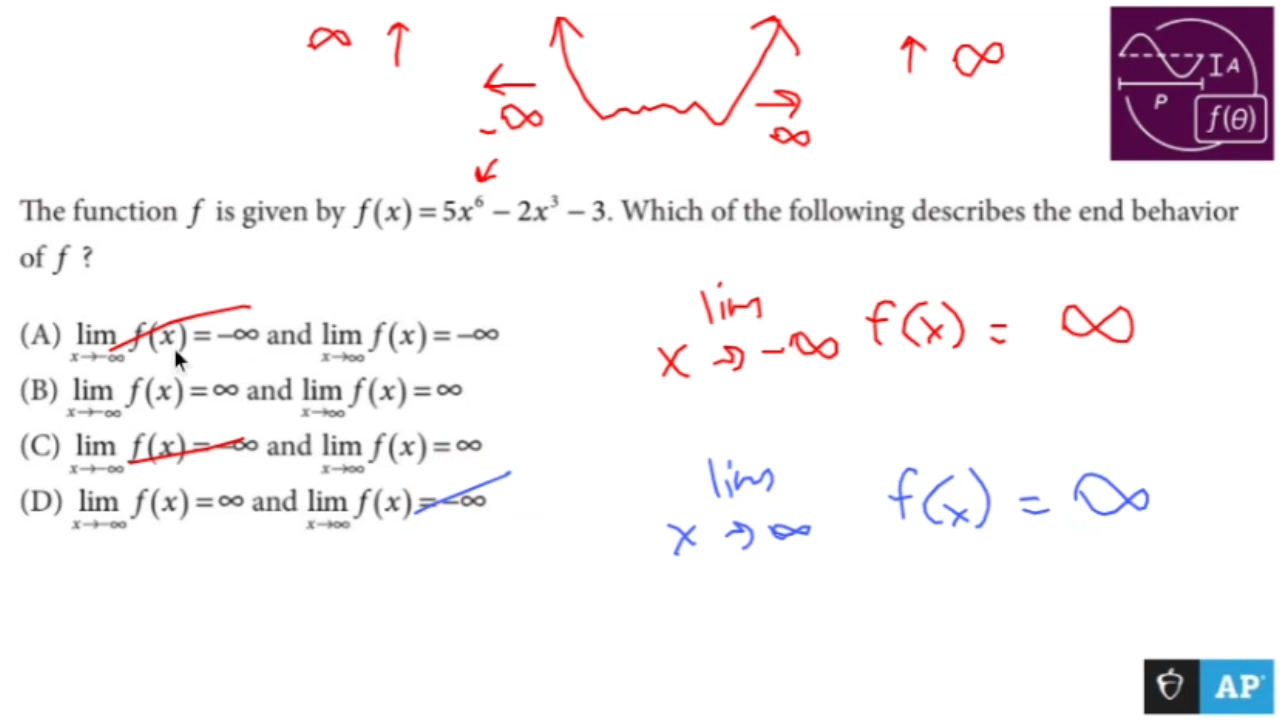 ∞ ↑ ↑ ∞
← →
-∞ ∞
I A
P
f(θ)
The function f is given by f(x) = 5x⁶ − 2x³ − 3. Which of the following describes the end behavior
of f ?
(A) lim x→−∞ f(x) = −∞ and lim x→∞ f(x) = −∞
(B) lim x→−∞ f(x) = ∞ and lim x→∞ f(x) = ∞
(C) lim x→−∞ f(x) = −∞ and lim x→∞ f(x) = ∞
(D) lim x→−∞ f(x) = ∞ and lim x→∞ f(x) = −∞
lim x→-∞ f(x) = ∞
lim x→∞ f(x) = ∞
AP